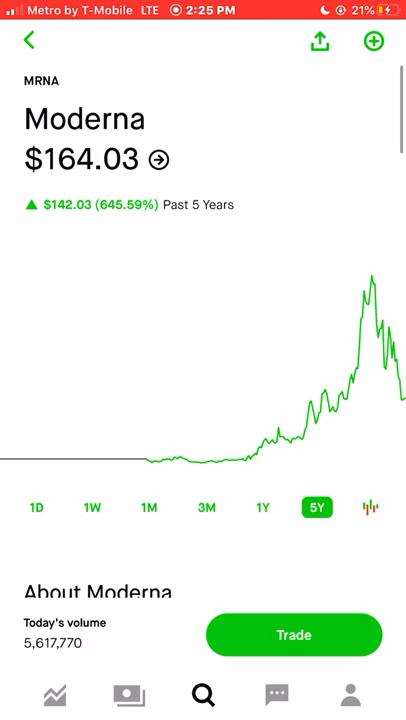 Metro by T-Mobile LTE 2:25 PM 21%
MRNA
Moderna
$164.03
$142.03 (645.59%) Past 5 Years
1D 1W 1M 3M 1Y 5Y
About Moderna
Today's volume
5,617,770
Trade